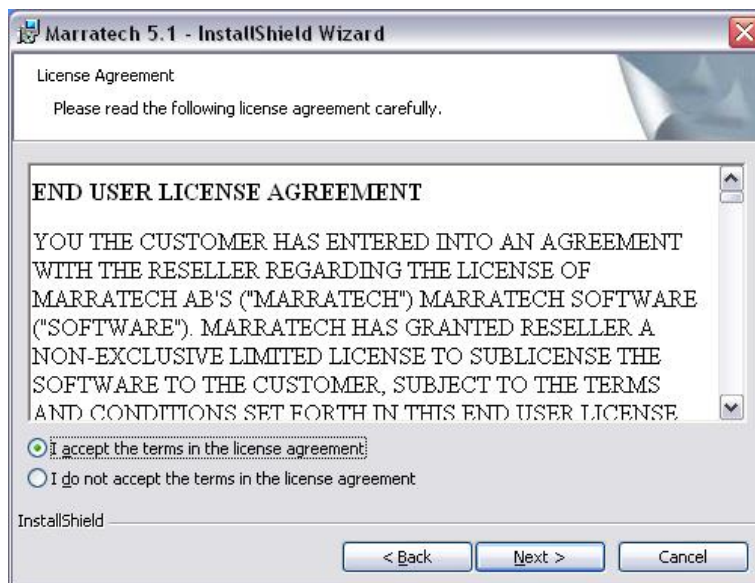 Marratech 5.1 - InstallShield Wizard
License Agreement
Please read the following license agreement carefully.
END USER LICENSE AGREEMENT
YOU THE CUSTOMER HAS ENTERED INTO AN AGREEMENT
WITH THE RESELLER REGARDING THE LICENSE OF
MARRATECH AB'S ("MARRATECH") MARRATECH SOFTWARE
("SOFTWARE"). MARRATECH HAS GRANTED RESELLER A
NON-EXCLUSIVE LIMITED LICENSE TO SUBLICENSE THE
SOFTWARE TO THE CUSTOMER, SUBJECT TO THE TERMS
AND CONDITIONS SET FORTH IN THIS END USER LICENSE
I accept the terms in the license agreement
I do not accept the terms in the license agreement
InstallShield
< Back
Next >
Cancel